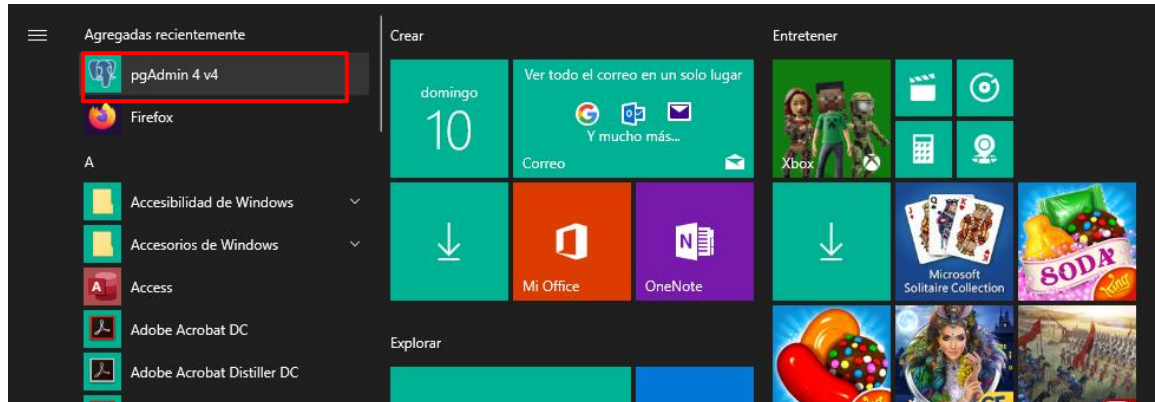 Agregadas recientemente
pgAdmin 4 v4
Firefox
A
Accesibilidad de Windows
Accesorios de Windows
Access
Adobe Acrobat DC
Adobe Acrobat Distiller DC
Crear
domingo
10
Ver todo el correo en un solo lugar
Y mucho más...
Correo
Mi Office
OneNote
Explorar
Entretener
Xbox
Microsoft
Solitaire Collection
SODA
King